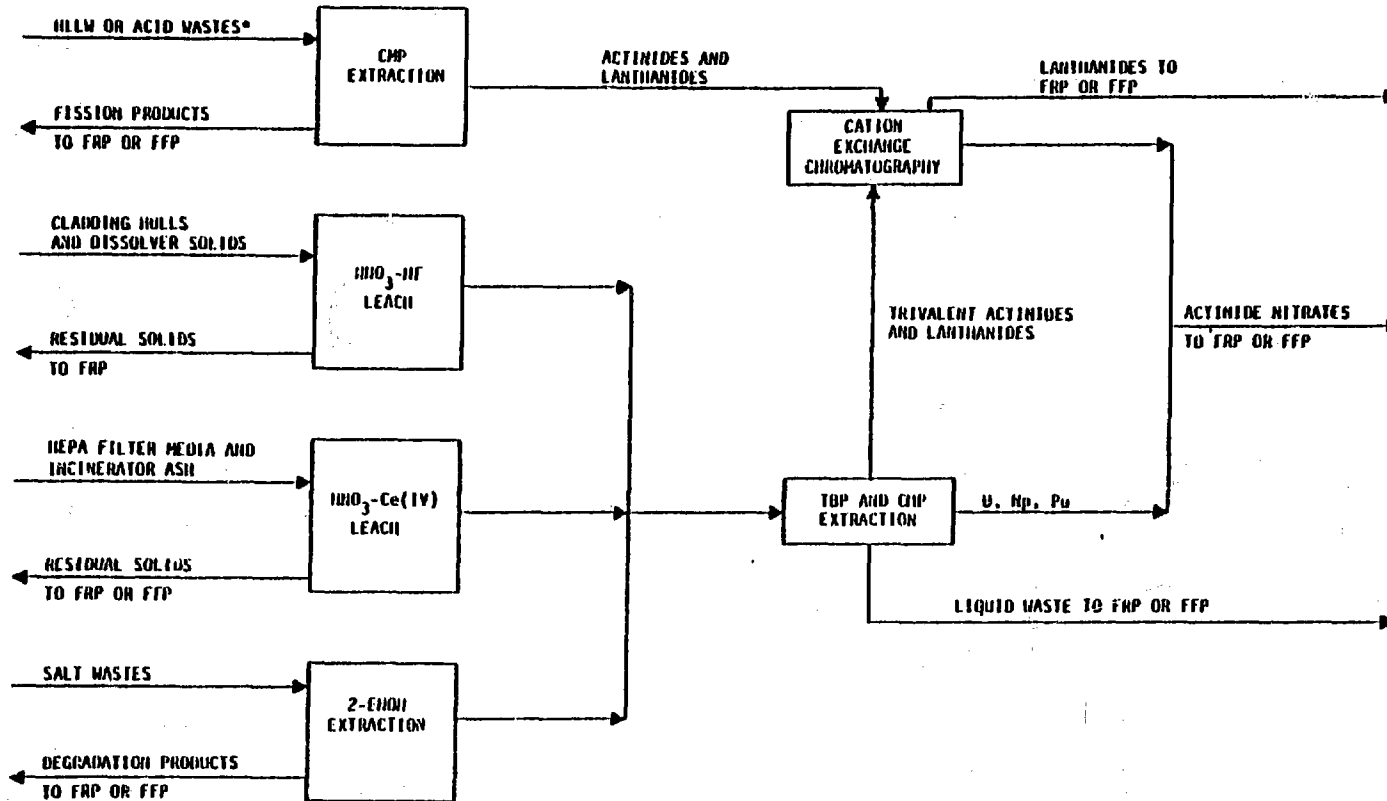 HLLW OR ACID WASTES*
CMP
EXTRACTION
FISSION PRODUCTS
TO FRP OR FFP
ACTINIDES AND
LANTHANIDES
LANTHANIDES TO
FRP OR FFP
CATION
EXCHANGE
CHROMATOGRAPHY
CLADDING HULLS
AND DISSOLVER SOLIDS
HNO3-HF
LEACH
RESIDUAL SOLIDS
TO FRP
TRIVALENT ACTINIDES
AND LANTHANIDES
ACTINIDE NITRATES
TO FRP OR FFP
HEPA FILTER MEDIA AND
INCINERATOR ASH
HNO3-Ce(IV)
LEACH
RESIDUAL SOLIDS
TO FRP OR FFP
TBP AND CMP
EXTRACTION
U, Np, Pu
LIQUID WASTE TO FRP OR FFP
SALT WASTES
2-EHOH
EXTRACTION
DEGRADATION PRODUCTS
TO FRP OR FFP